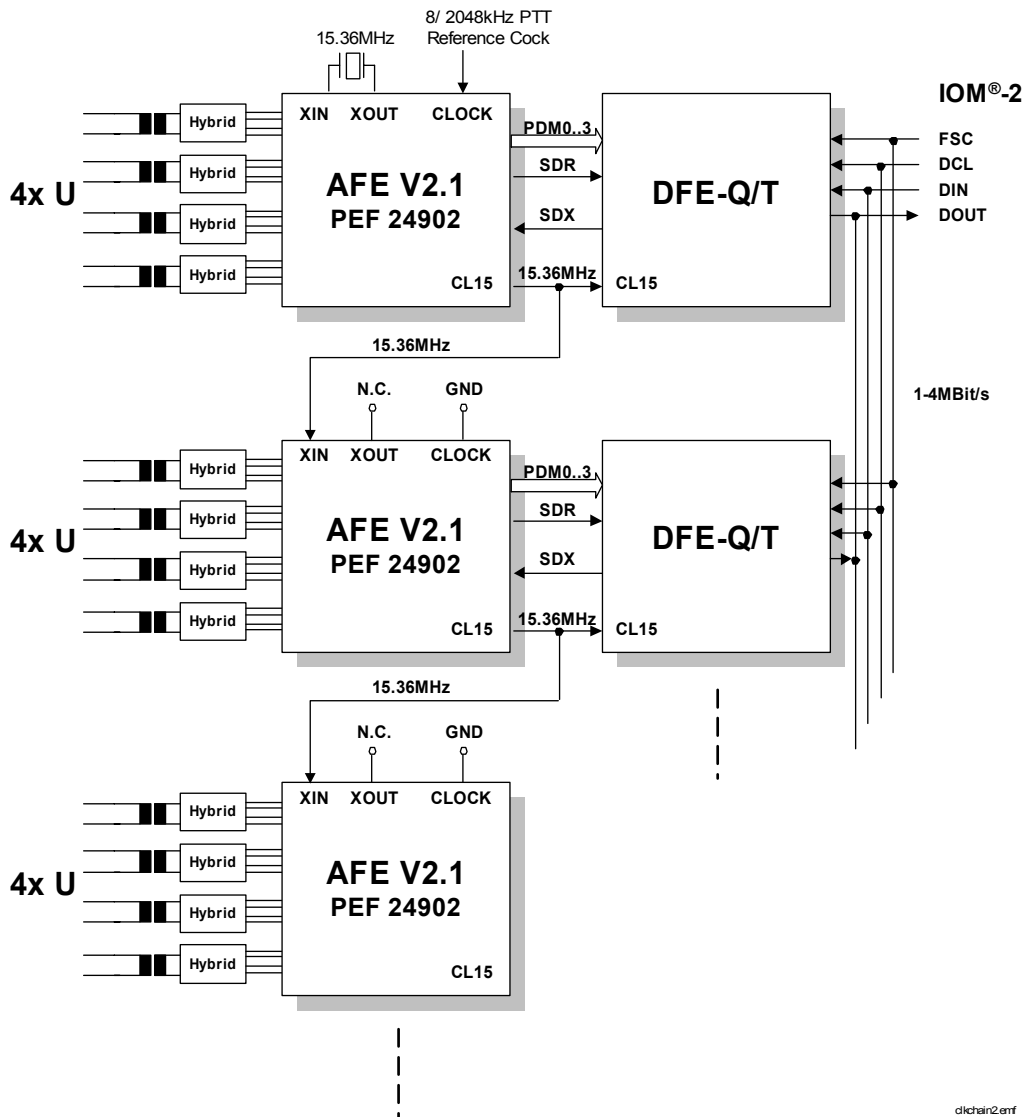 8/ 2048kHz PTT
Reference Cock
15.36MHz
IOM®-2
XIN XOUT CLOCK
Hybrid
PDM0..3
FSC
Hybrid
SDR
DCL
4x U
AFE V2.1
DFE-Q/T
DIN
PEF 24902
Hybrid
SDX
DOUT
Hybrid
CL15
15.36MHz
CL15
15.36MHz
N.C.
GND
1-4MBit/s
XIN XOUT CLOCK
Hybrid
PDM0..3
Hybrid
SDR
4x U
AFE V2.1
DFE-Q/T
PEF 24902
Hybrid
SDX
Hybrid
CL15
15.36MHz
CL15
15.36MHz
N.C.
GND
XIN XOUT CLOCK
Hybrid
Hybrid
4x U
AFE V2.1
PEF 24902
Hybrid
Hybrid
CL15
clkchain2.emf